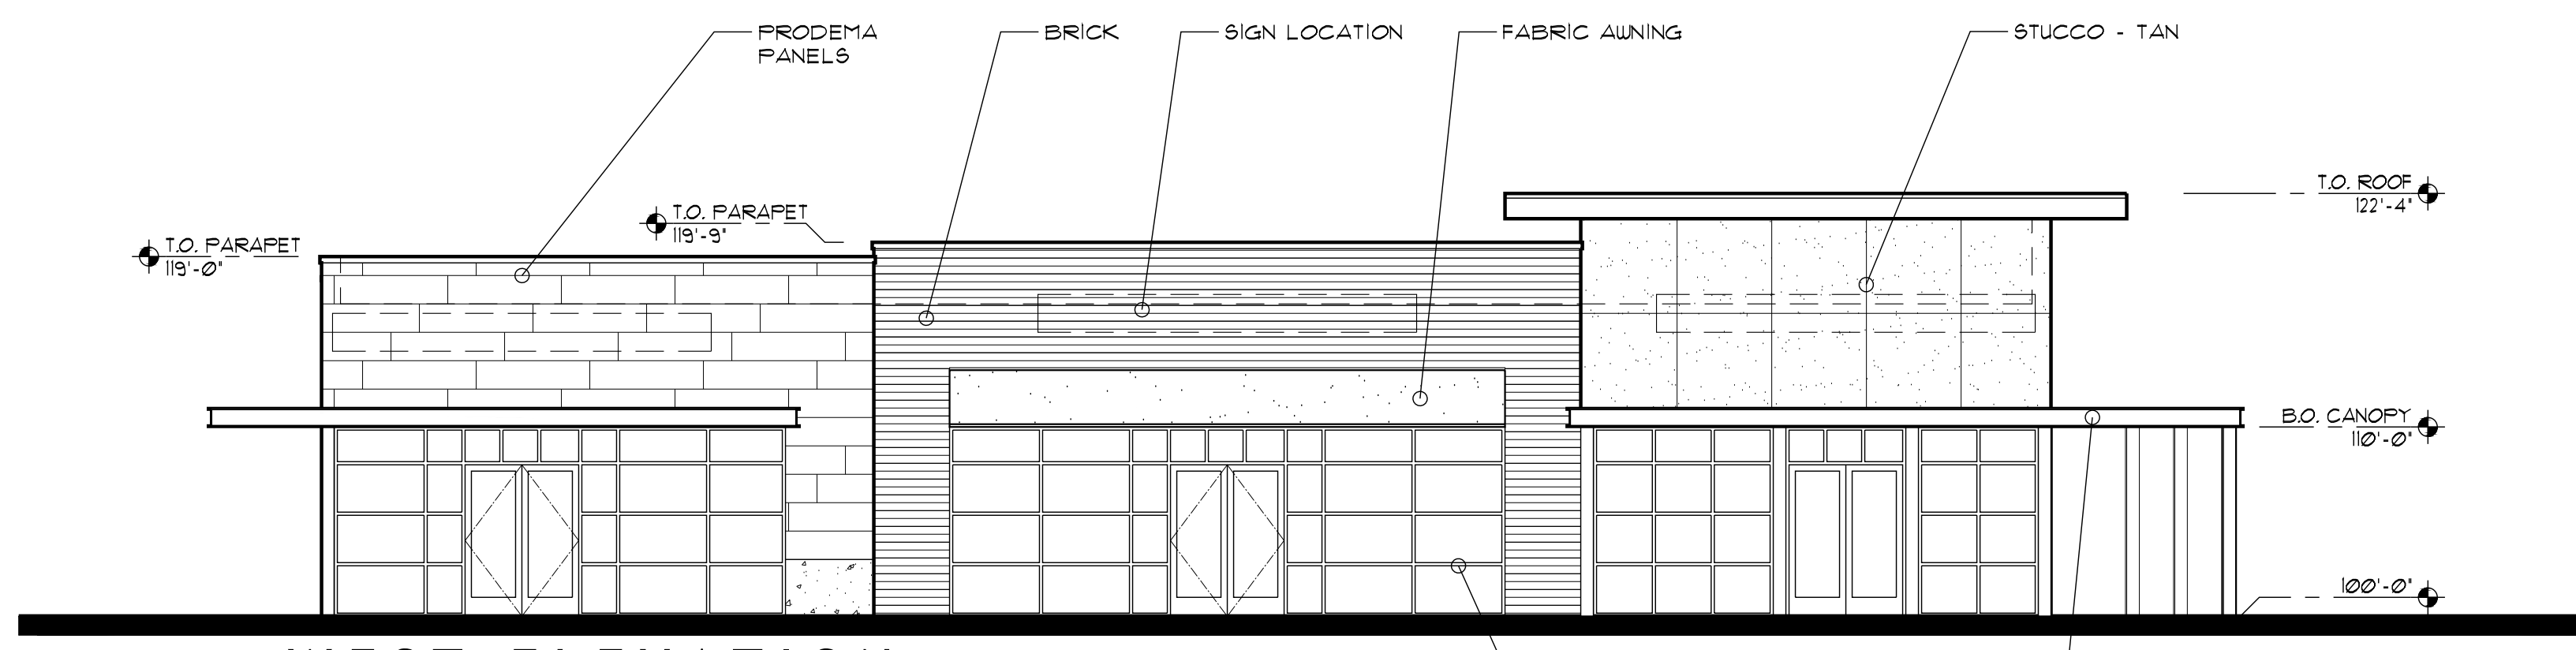 PRODEMA
PANELS
BRICK
SIGN LOCATION
FABRIC AWNING
STUCCO - TAN
T.O. ROOF
122'-4"
T.O. PARAPET
119'-9"
T.O. PARAPET
119'-0"
B.O. CANOPY
110'-0"
100'-0"